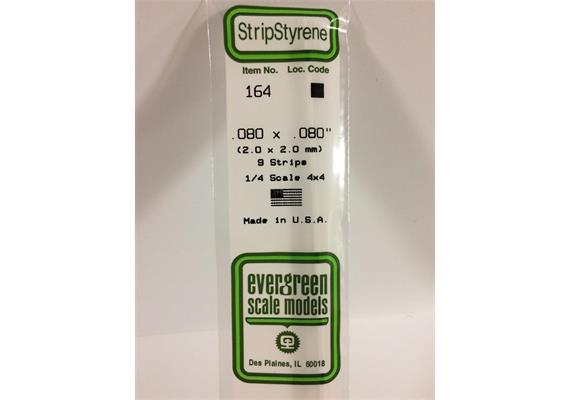 StripStyrene
Item No. Loc. Code
164
.080 x .080"
(2.0 x 2.0 mm)
9 Strips
1/4 Scale 4x4
Made in U.S.A.
evergreen
scale models
Des Plaines, IL 60018